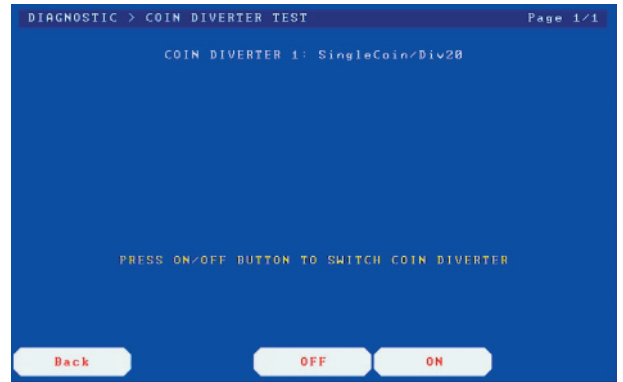 DIAGNOSTIC > COIN DIVERTER TEST Page 1/1
COIN DIVERTER 1: SingleCoin/Div20
PRESS ON/OFF BUTTON TO SWITCH COIN DIVERTER
Back OFF ON